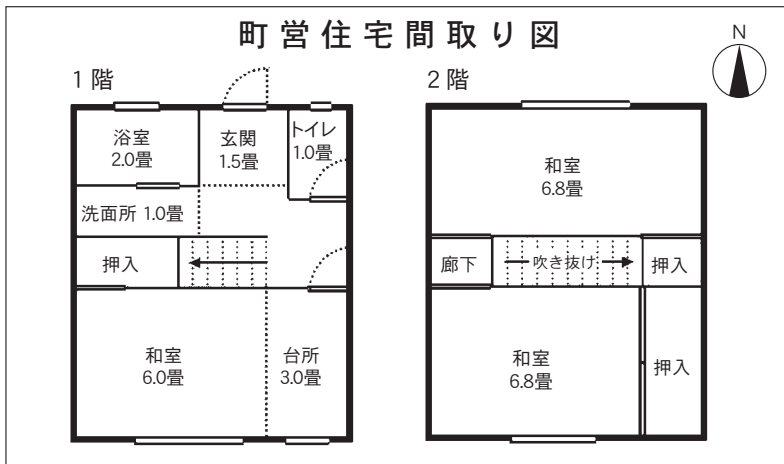 町営住宅間取り図
N
1階
浴室
2.0畳
玄関
1.5畳
トイレ
1.0畳
洗面所 1.0畳
押入
和室
6.0畳
台所
3.0畳
2階
和室
6.8畳
廊下
吹き抜け
押入
和室
6.8畳
押入